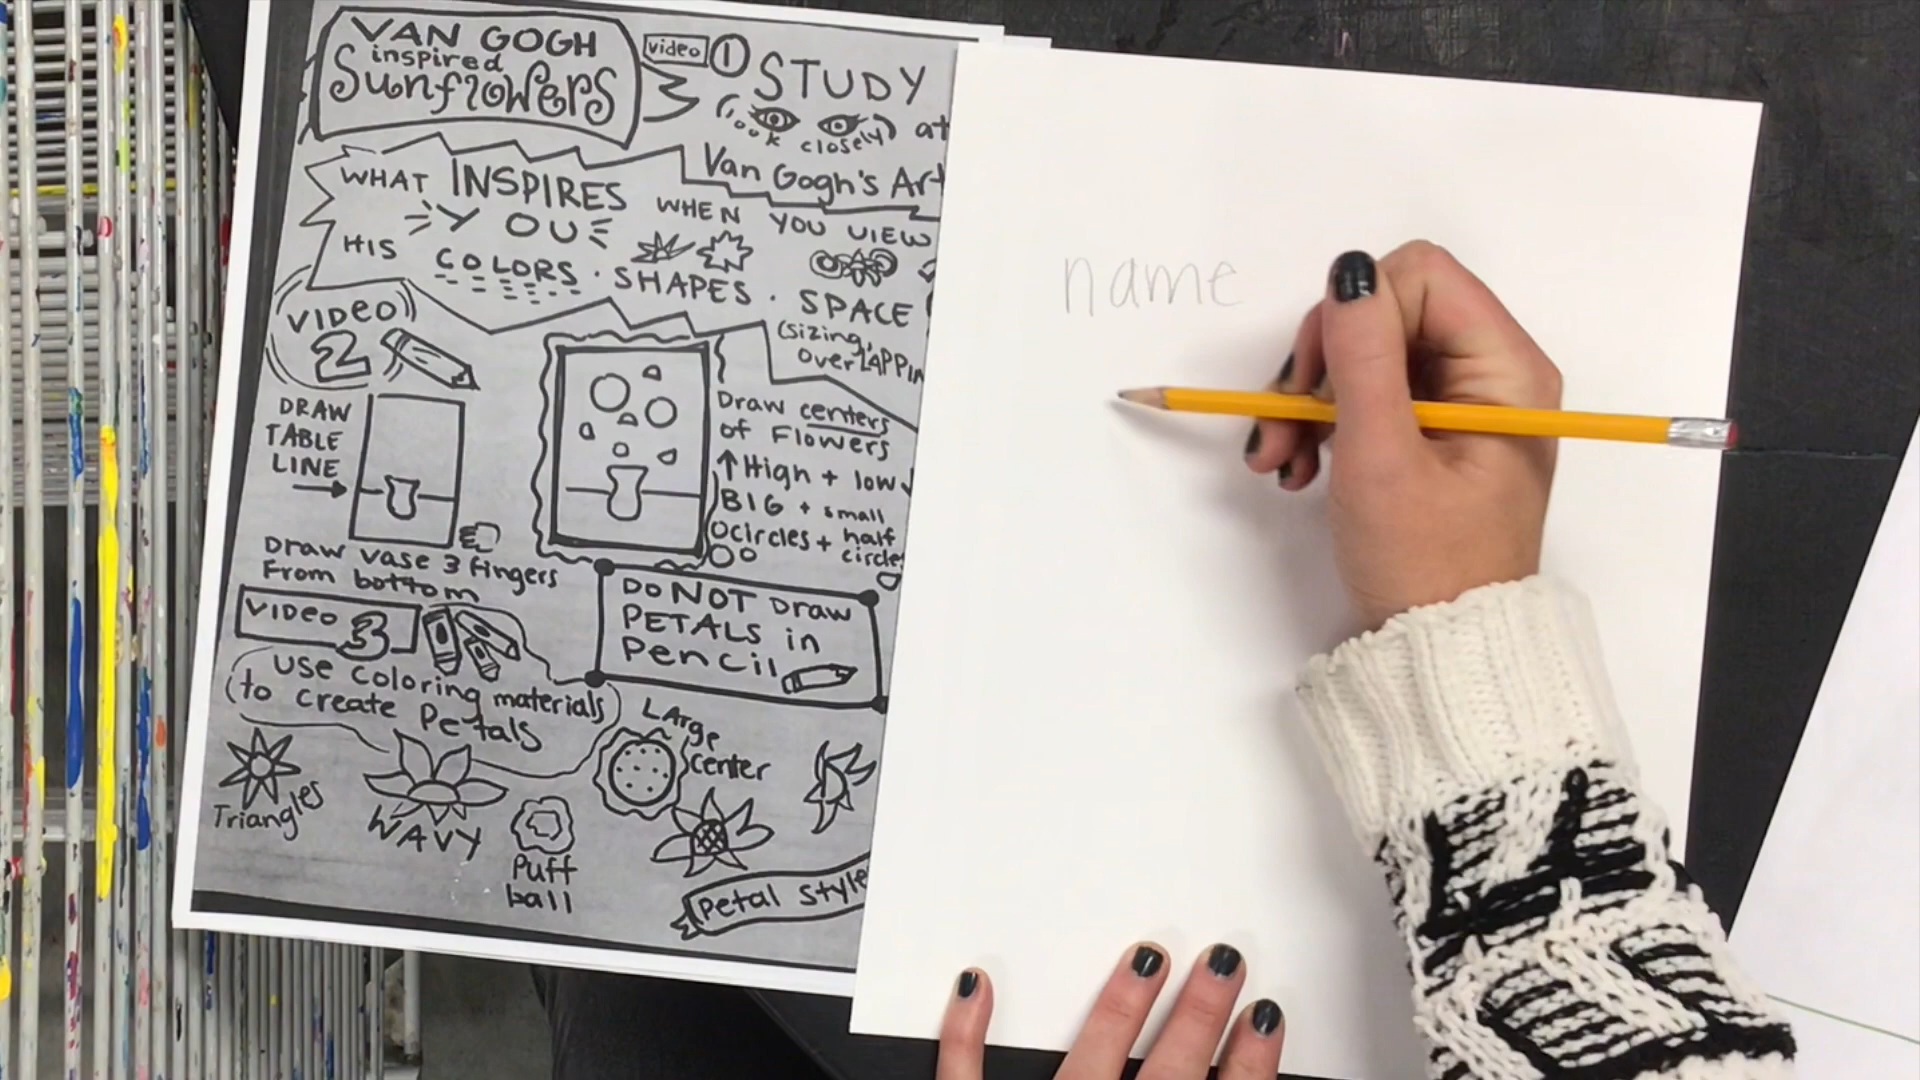 VAN GOGH
inspired
SunflowERS
video 1 STUDY
look closely at
Van Gogh's Art
WHAT INSPIRES
YOU WHEN YOU VIEW
HIS COLORS · SHAPES · SPACE
(Sizing,
OverLAPPIN
VIDEO
2
DRAW
TABLE
LINE
Draw vase 3 fingers
From bottom
Draw centers
of Flowers
High + low
BIG + small
circles + half
circle
DO NOT Draw
PETALS in
Pencil
VIDEO 3
Use Coloring materials
to create Petals
Triangles
WAVY
Puff
ball
LArge
center
Petal Style
name